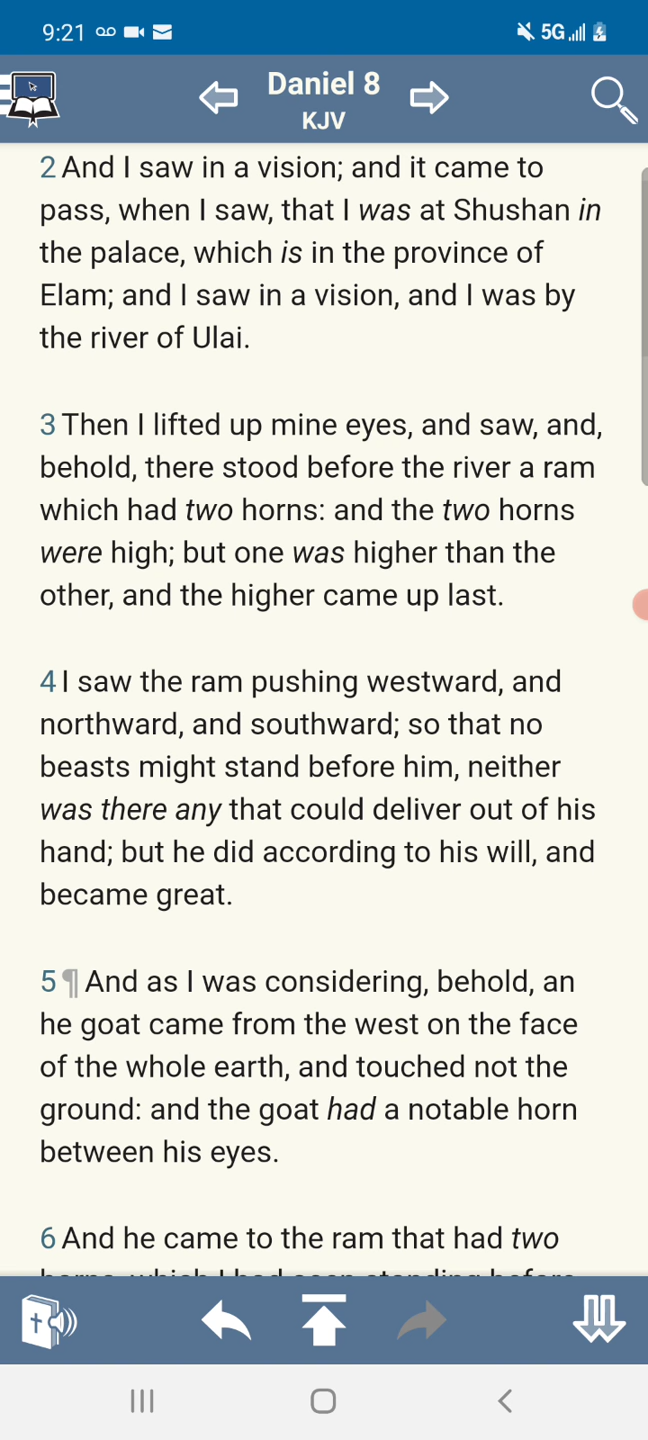 9:21
5G
Daniel 8
KJV
2 And I saw in a vision; and it came to
pass, when I saw, that I was at Shushan in
the palace, which is in the province of
Elam; and I saw in a vision, and I was by
the river of Ulai.
3 Then I lifted up mine eyes, and saw, and,
behold, there stood before the river a ram
which had two horns: and the two horns
were high; but one was higher than the
other, and the higher came up last.
4 I saw the ram pushing westward, and
northward, and southward; so that no
beasts might stand before him, neither
was there any that could deliver out of his
hand; but he did according to his will, and
became great.
5 ¶ And as I was considering, behold, an
he goat came from the west on the face
of the whole earth, and touched not the
ground: and the goat had a notable horn
between his eyes.
6 And he came to the ram that had two
horns, which I had seen standing before